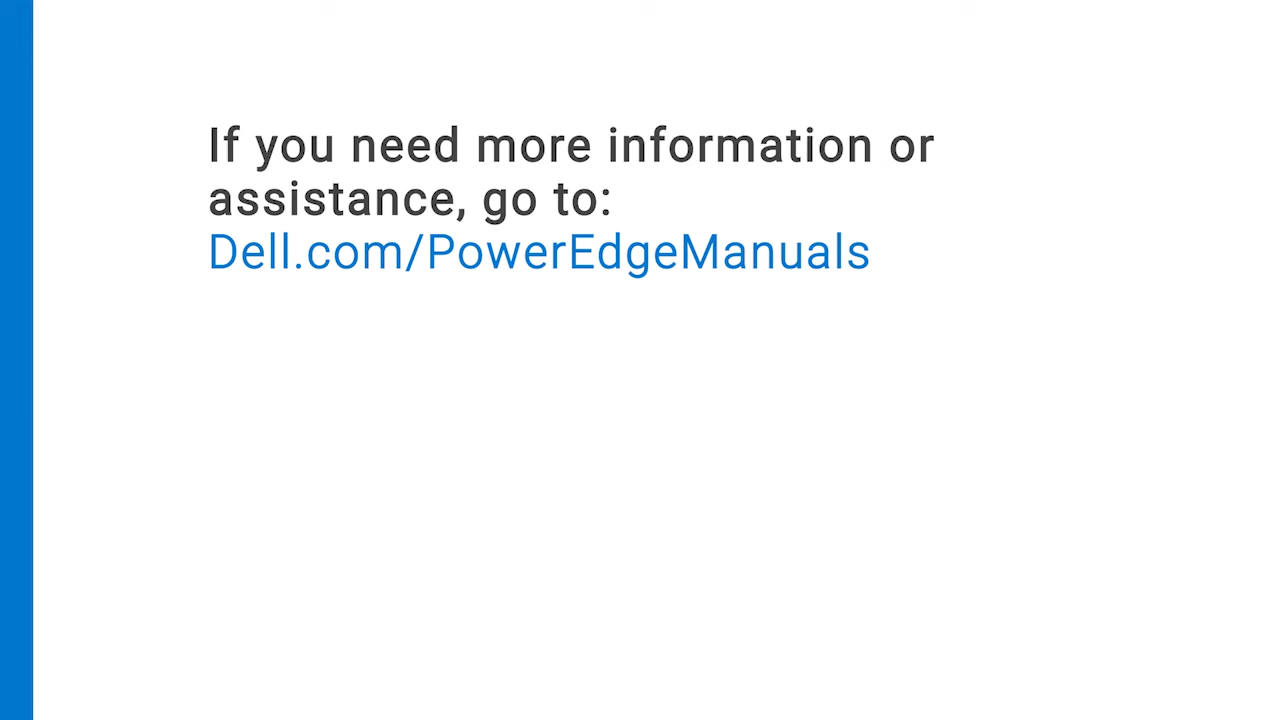 If you need more information or
assistance, go to:
Dell.com/PowerEdgeManuals